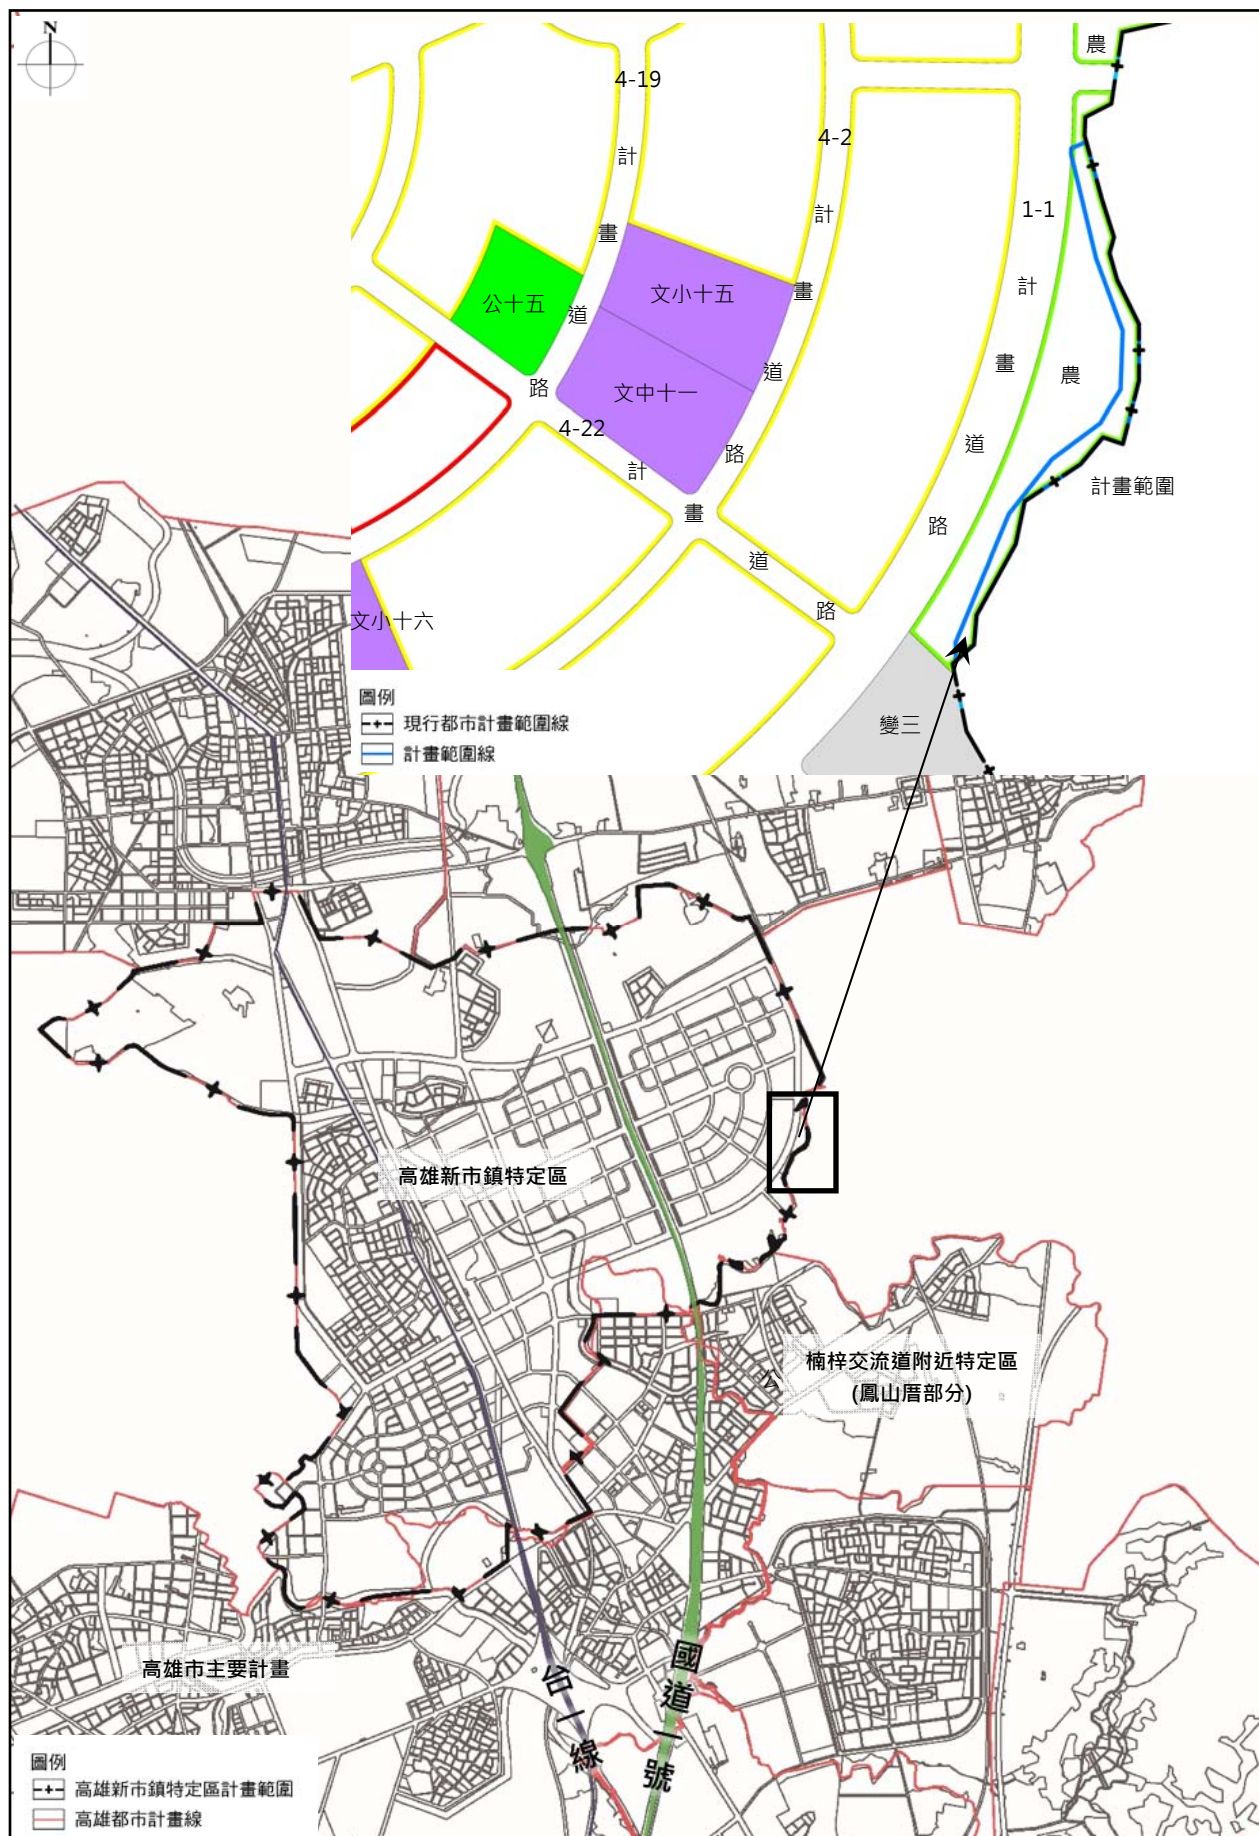 N
農
4-19
計
畫
道
路
4-2
計
畫
道
路
1-1
計
畫
道
路
農
公十五
文小十五
文中十一
4-22
計
畫
道
路
計畫範圍
文小十六
變三
圖例
現行都市計畫範圍線
計畫範圍線
高雄新市鎮特定區
楠梓交流道附近特定區
(鳳山厝部分)
公
高雄市主要計畫
台一線
國道一號
圖例
高雄新市鎮特定區計畫範圍
高雄都市計畫線